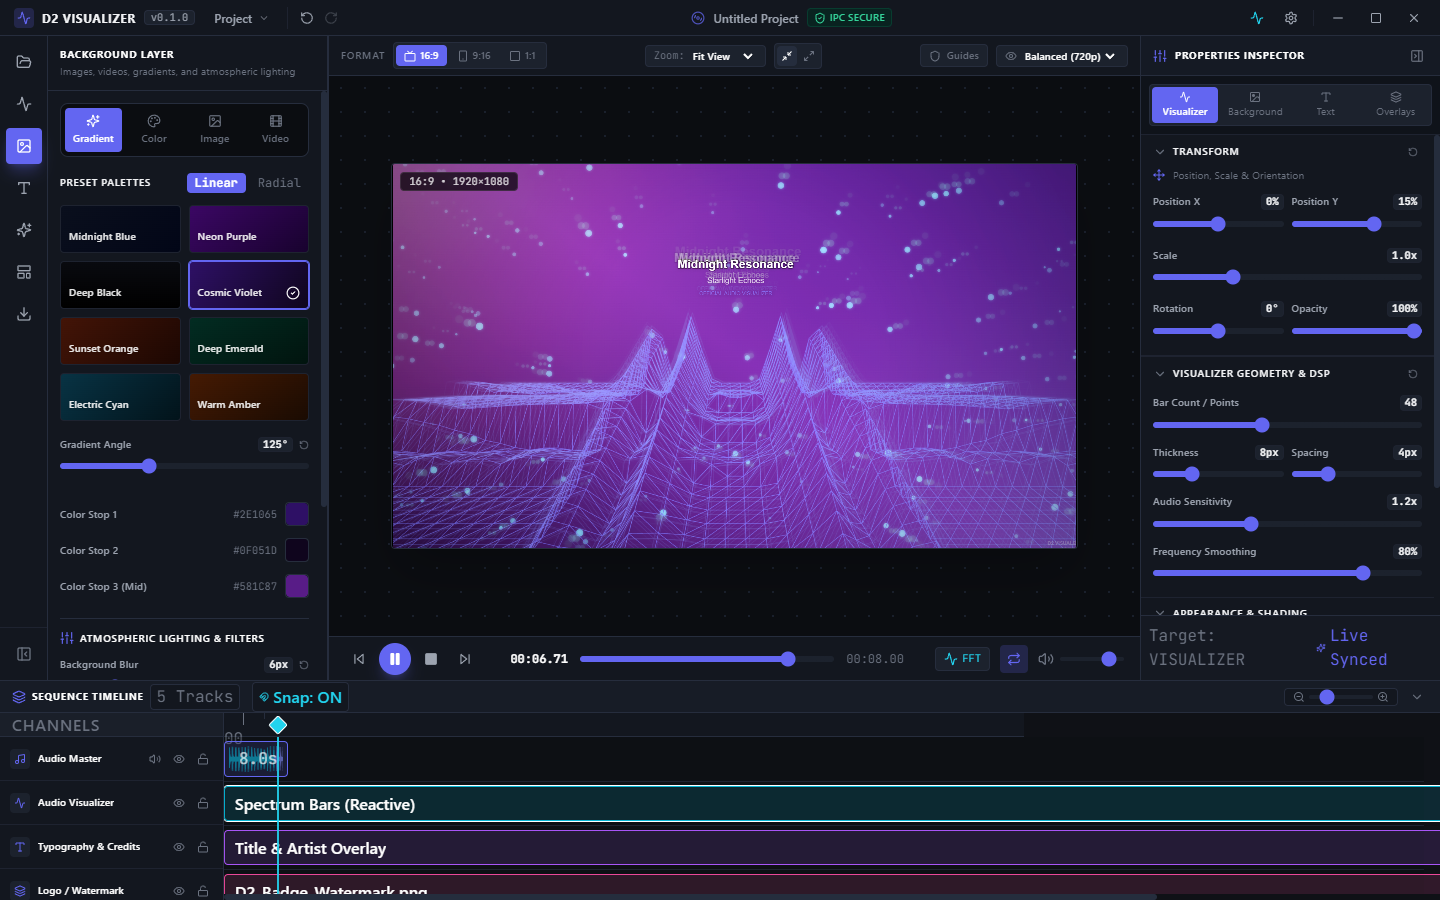 D2 VISUALIZER
v0.1.0
Project
Untitled Project
IPC SECURE
BACKGROUND LAYER
Images, videos, gradients, and atmospheric lighting
Gradient
Color
Image
Video
PRESET PALETTES
Linear
Radial
Midnight Blue
Neon Purple
Deep Black
Cosmic Violet
Sunset Orange
Deep Emerald
Electric Cyan
Warm Amber
Gradient Angle
125°
Color Stop 1
#2E1065
Color Stop 2
#0F051D
Color Stop 3 (Mid)
#581C87
ATMOSPHERIC LIGHTING & FILTERS
Background Blur
6px
FORMAT
16:9
9:16
1:1
Zoom:
Fit View
Guides
Balanced (720p)
16:9 • 1920×1080
Midnight Resonance
Starlight Echoes
00:06.71
00:08.00
FFT
PROPERTIES INSPECTOR
Visualizer
Background
Text
Overlays
TRANSFORM
Position, Scale & Orientation
Position X
0%
Position Y
15%
Scale
1.0x
Rotation
0°
Opacity
100%
VISUALIZER GEOMETRY & DSP
Bar Count / Points
48
Thickness
8px
Spacing
4px
Audio Sensitivity
1.2x
Frequency Smoothing
80%
APPEARANCE & SHADING
Target:
VISUALIZER
Live
Synced
SEQUENCE TIMELINE
5 Tracks
Snap: ON
CHANNELS
00
Audio Master
8.0s
Audio Visualizer
Spectrum Bars (Reactive)
Typography & Credits
Title & Artist Overlay
Logo / Watermark
D2_Badge_Watermark.png